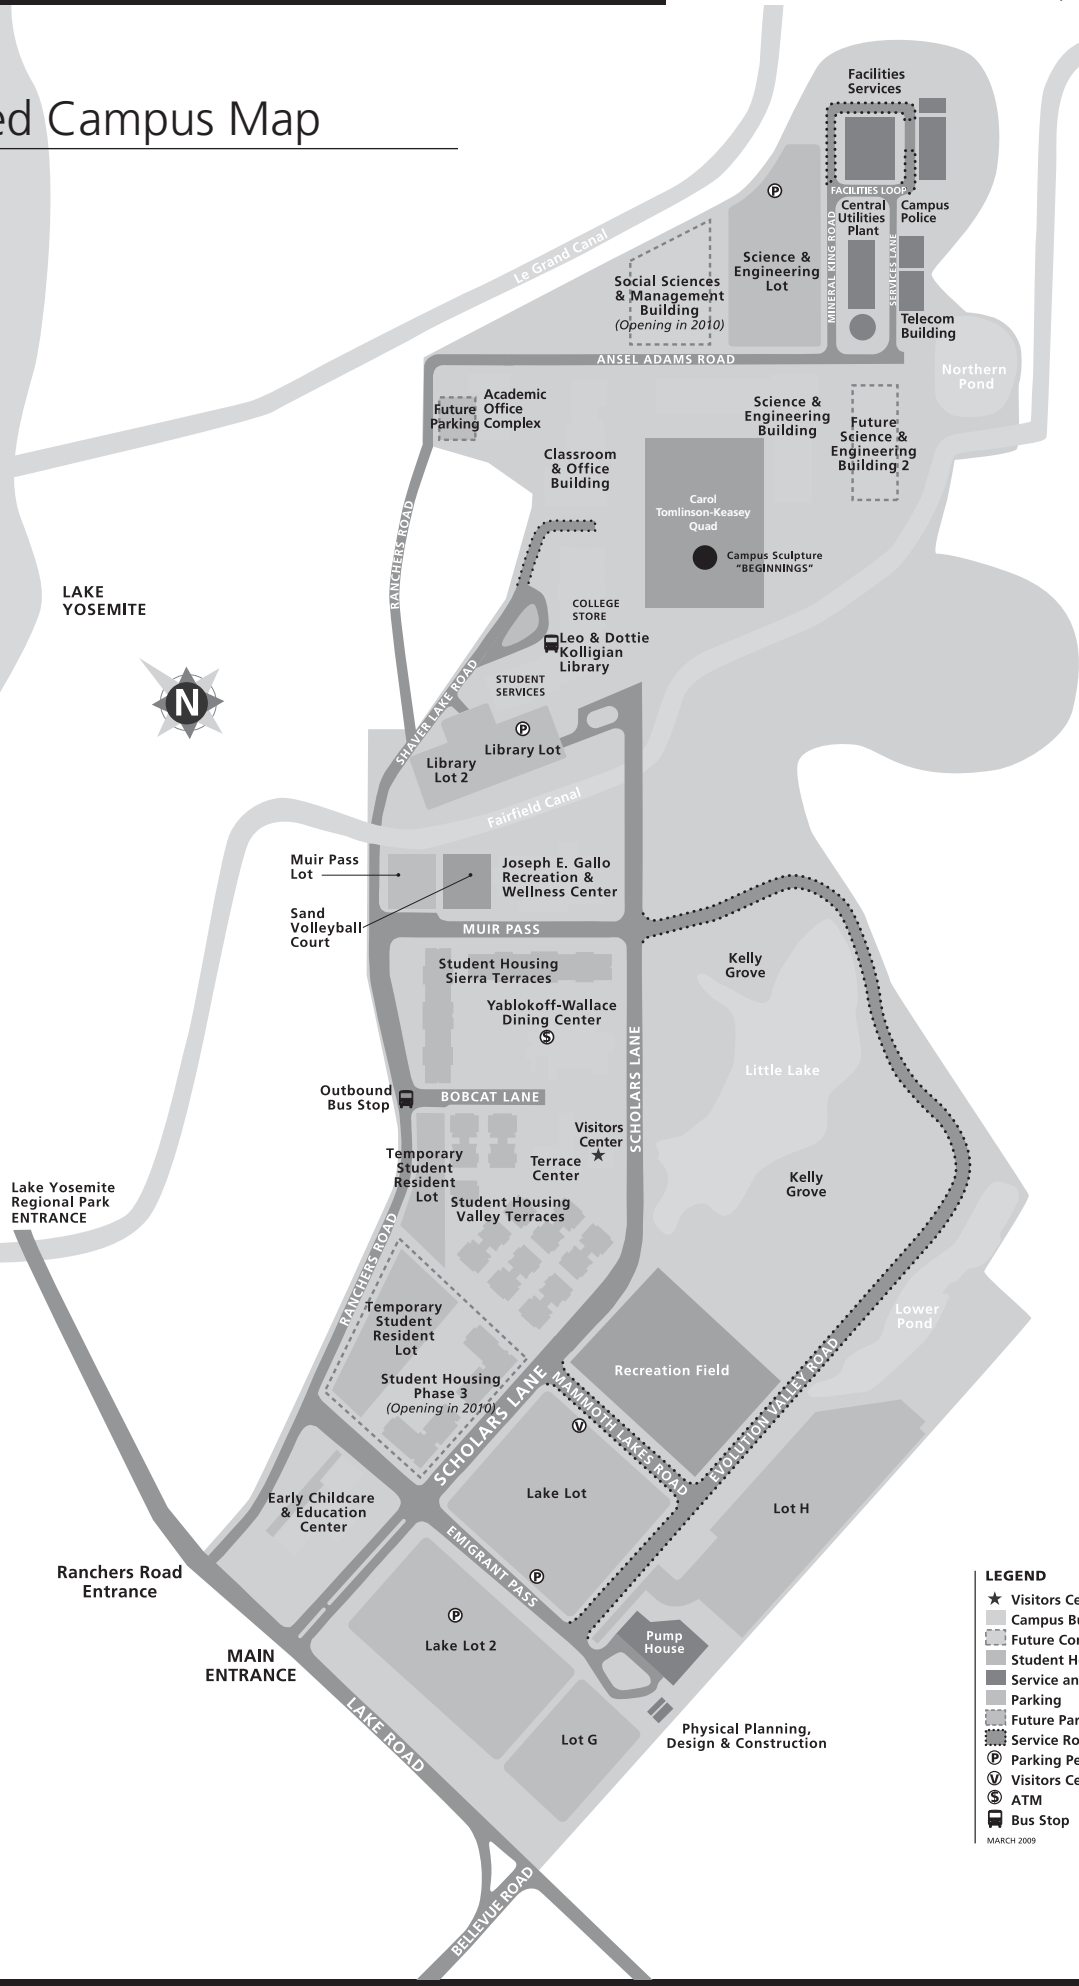 ed Campus Map
Facilities
Services
FACILITIES LOOP
Central
Utilities
Plant
Campus
Police
MINERAL KING ROAD
SERVICES LANE
Telecom
Building
Le Grand Canal
Science &
Engineering
Lot
Social Sciences
& Management
Building
(Opening in 2010)
ANSEL ADAMS ROAD
Northern
Pond
Academic
Office
Complex
Future
Parking
Science &
Engineering
Building
Future
Science &
Engineering
Building 2
Classroom
& Office
Building
Carol
Tomlinson-Keasey
Quad
Campus Sculpture
"BEGINNINGS"
RANCHERS ROAD
LAKE
YOSEMITE
N
COLLEGE
STORE
Leo & Dottie
Kolligian
Library
STUDENT
SERVICES
SHAVER LAKE ROAD
Library Lot
Library
Lot 2
Fairfield Canal
Muir Pass
Lot
Sand
Volleyball
Court
Joseph E. Gallo
Recreation &
Wellness Center
MUIR PASS
Student Housing
Sierra Terraces
Yablokoff-Wallace
Dining Center
Kelly
Grove
Little Lake
SCHOLARS LANE
Outbound
Bus Stop
BOBCAT LANE
Visitors
Center
Terrace
Center
Temporary
Student
Resident
Lot
Student Housing
Valley Terraces
Kelly
Grove
Lake Yosemite
Regional Park
ENTRANCE
RANCHERS ROAD
Temporary
Student
Resident
Lot
Student Housing
Phase 3
(Opening in 2010)
Lower
Pond
Recreation Field
SCHOLARS LANE
MAMMOTH LAKES ROAD
EVOLUTION VALLEY ROAD
Lake Lot
Lot H
Early Childcare
& Education
Center
EMIGRANT PASS
Ranchers Road
Entrance
MAIN
ENTRANCE
Lake Lot 2
Pump
House
LAKE ROAD
Lot G
Physical Planning,
Design & Construction
BELLEVUE ROAD
LEGEND
Visitors Ce
Campus Bu
Future Con
Student Ho
Service an
Parking
Future Par
Service Ro
P Parking Pe
V Visitors Ce
$ ATM
Bus Stop
MARCH 2009